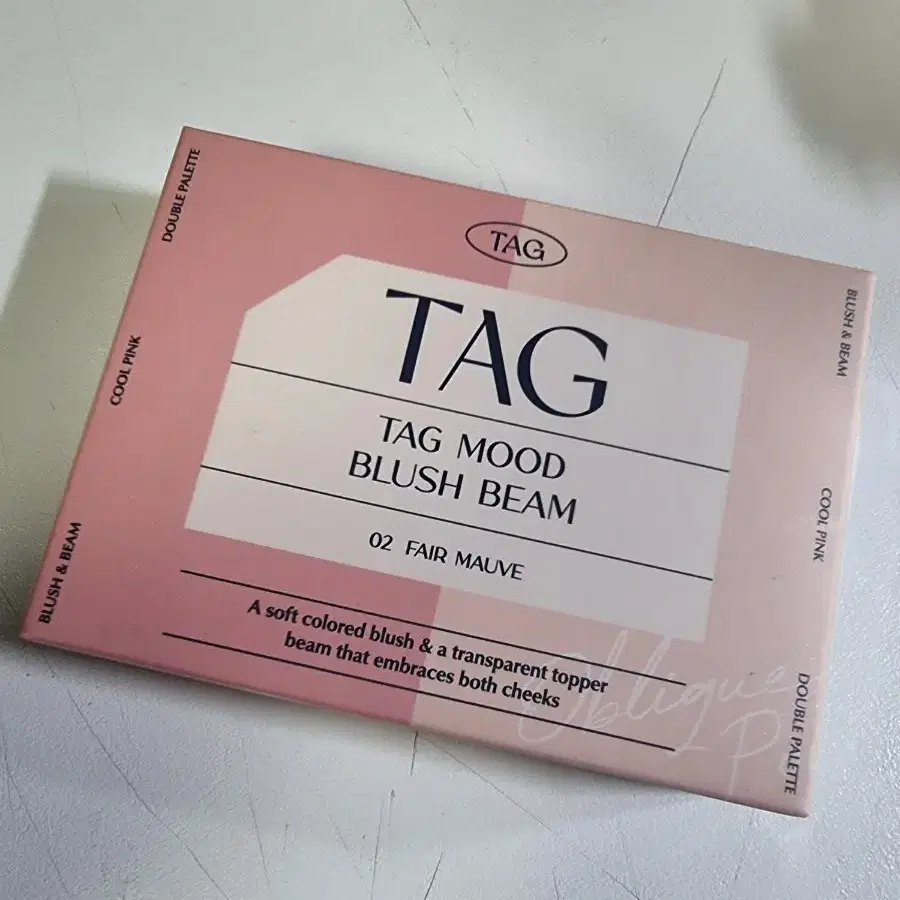 DOUBLE PALETTE
COOL PINK
BLUSH & BEAM
TAG
TAG
TAG MOOD
BLUSH BEAM
02 FAIR MAUVE
A soft colored blush & a transparent topper
beam that embraces both cheeks
Oblique
BLUSH & BEAM
COOL PINK
DOUBLE PALETTE